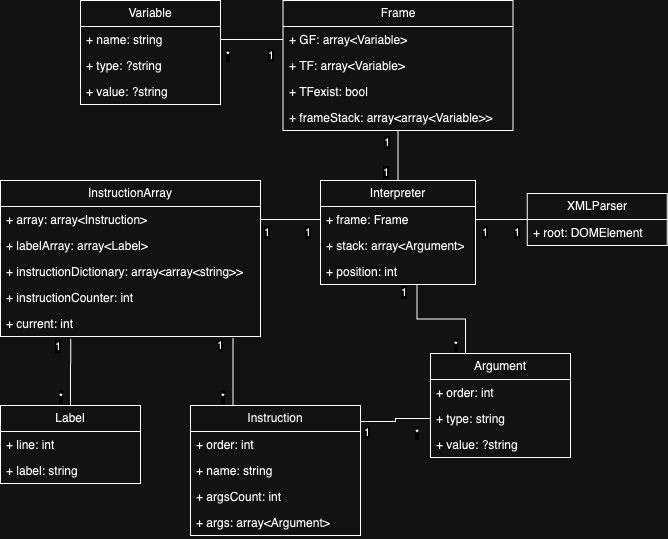 Variable
+ name: string
+ type: ?string
+ value: ?string
*
1
Frame
+ GF: array<Variable>
+ TF: array<Variable>
+ TFexist: bool
+ frameStack: array<array<Variable>>
1
1
InstructionArray
+ array: array<Instruction>
+ labelArray: array<Label>
+ instructionDictionary: array<array<string>>
+ instructionCounter: int
+ current: int
1
1
Interpreter
+ frame: Frame
+ stack: array<Argument>
+ position: int
1
1
XMLParser
+ root: DOMElement
1
*
1
*
1
*
Label
+ line: int
+ label: string
Instruction
+ order: int
+ name: string
+ argsCount: int
+ args: array<Argument>
1
*
Argument
+ order: int
+ type: string
+ value: ?string